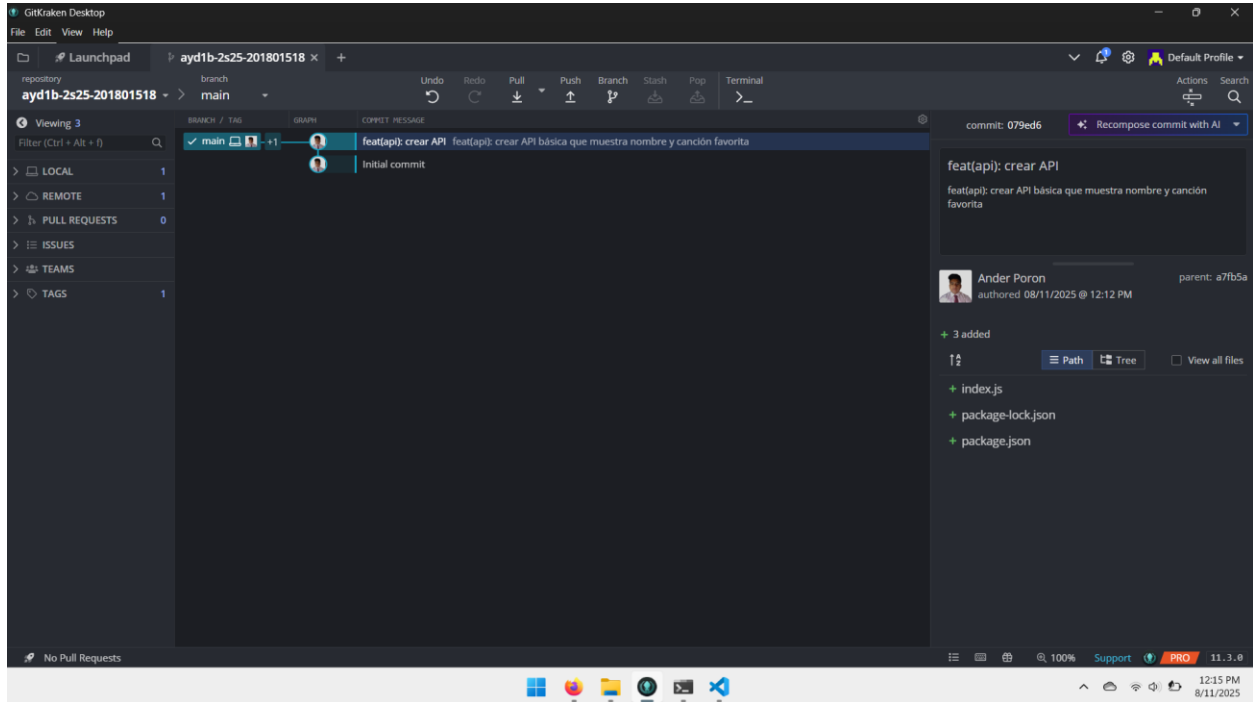 GitKraken Desktop
File Edit View Help
Launchpad ayd1b-2s25-201801518 × +
Default Profile
repository branch
ayd1b-2s25-201801518 > main
Undo Redo Pull Push Branch Stash Pop Terminal
Actions Search
Viewing 3
Filter (Ctrl + Alt + f)
LOCAL 1
REMOTE 1
PULL REQUESTS 0
ISSUES
TEAMS
TAGS 1
BRANCH / TAG GRAPH COMMIT MESSAGE
main +1 feat(api): crear API feat(api): crear API básica que muestra nombre y canción favorita
Initial commit
commit: 079ed6 Recompose commit with AI
feat(api): crear API
feat(api): crear API básica que muestra nombre y canción
favorita
Ander Poron parent: a7fb5a
authored 08/11/2025 @ 12:12 PM
+ 3 added
Path Tree View all files
+ index.js
+ package-lock.json
+ package.json
No Pull Requests
100% Support PRO 11.3.0
12:15 PM
8/11/2025